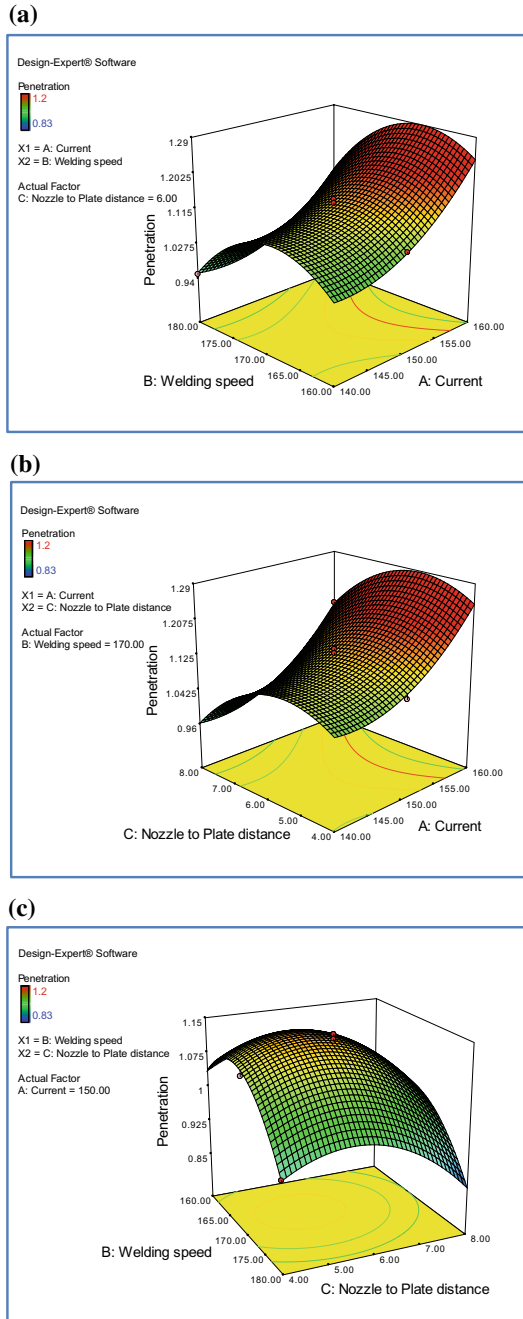 (a)
Design-Expert® Software
Penetration
1.2
0.83
X1 = A: Current
X2 = B: Welding speed
Actual Factor
C: Nozzle to Plate distance = 6.00
1.29
1.2025
1.115
1.0275
0.94
Penetration
180.00
175.00
170.00
165.00
160.00
B: Welding speed
140.00
145.00
150.00
155.00
160.00
A: Current
(b)
Design-Expert® Software
Penetration
1.2
0.83
X1 = A: Current
X2 = C: Nozzle to Plate distance
Actual Factor
B: Welding speed = 170.00
1.29
1.2075
1.125
1.0425
0.96
Penetration
8.00
7.00
6.00
5.00
4.00
C: Nozzle to Plate distance
140.00
145.00
150.00
155.00
160.00
A: Current
(c)
Design-Expert® Software
Penetration
1.2
0.83
X1 = B: Welding speed
X2 = C: Nozzle to Plate distance
Actual Factor
A: Current = 150.00
1.15
1.075
1
0.925
0.85
Penetration
160.00
165.00
170.00
175.00
180.00
B: Welding speed
4.00
5.00
6.00
7.00
8.00
C: Nozzle to Plate distance